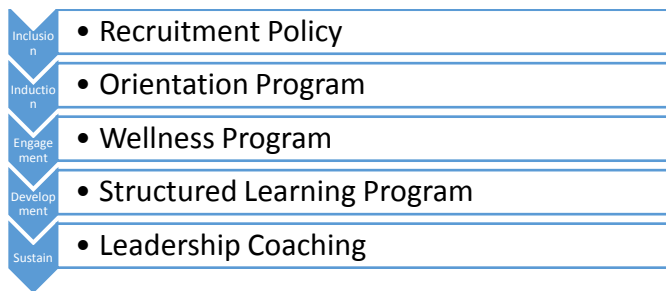 Inclusio
n
• Recruitment Policy
Inductio
n
• Orientation Program
Engage
ment
• Wellness Program
Develop
ment
• Structured Learning Program
Sustain
• Leadership Coaching